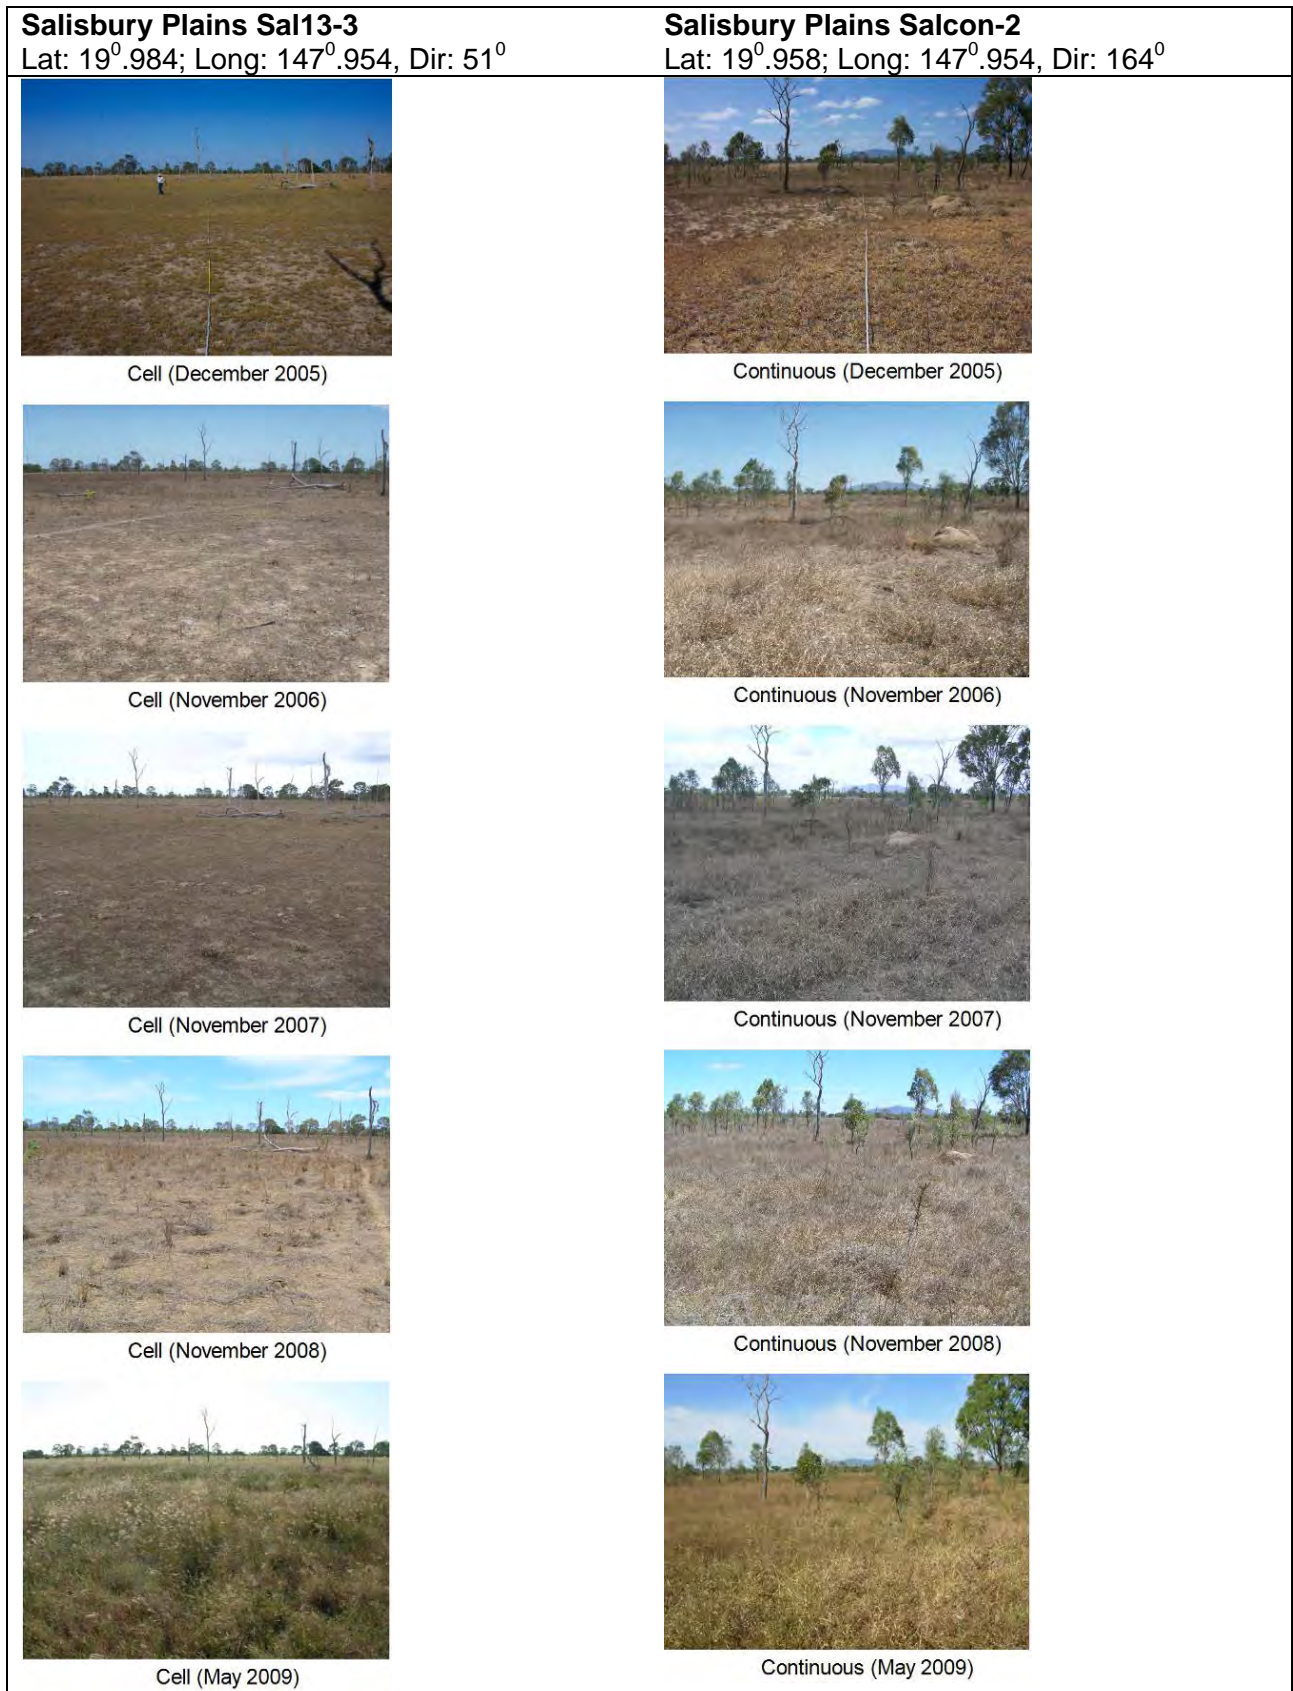 Salisbury Plains Sal13-3
Lat: 19⁰.984; Long: 147⁰.954, Dir: 51⁰
Salisbury Plains Salcon-2
Lat: 19⁰.958; Long: 147⁰.954, Dir: 164⁰
Cell (December 2005)
Continuous (December 2005)
Cell (November 2006)
Continuous (November 2006)
Cell (November 2007)
Continuous (November 2007)
Cell (November 2008)
Continuous (November 2008)
Cell (May 2009)
Continuous (May 2009)